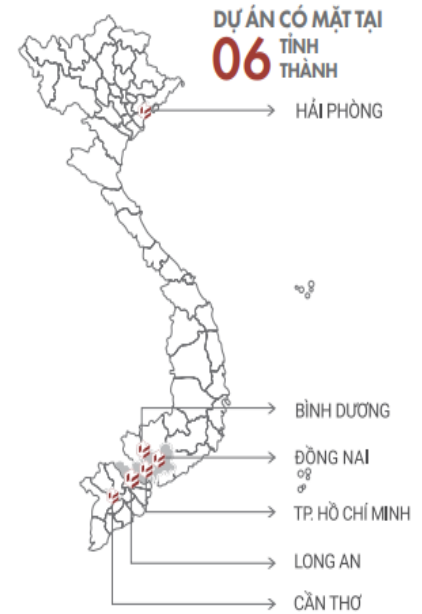 DỰ ÁN CÓ MẶT TẠI
06 TỈNH
THÀNH
HẢI PHÒNG
BÌNH DƯƠNG
ĐỒNG NAI
TP. HỒ CHÍ MINH
LONG AN
CẦN THƠ